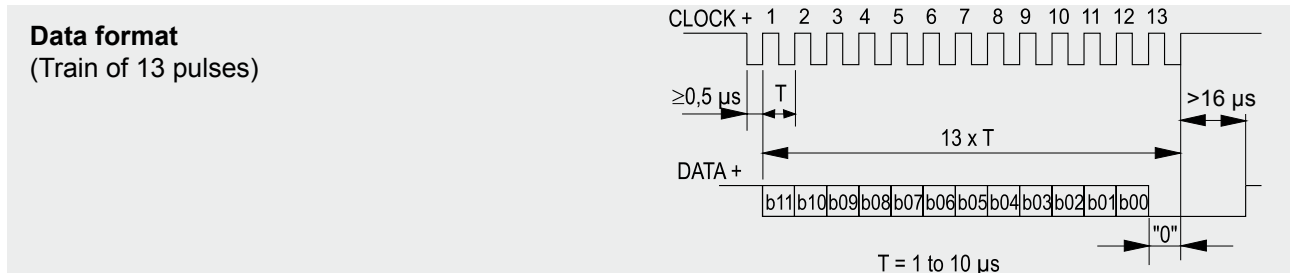 Data format
(Train of 13 pulses)
CLOCK + 1 2 3 4 5 6 7 8 9 10 11 12 13
≥0,5 µs T >16 µs
13 x T
DATA +
b11 b10 b09 b08 b07 b06 b05 b04 b03 b02 b01 b00
"0"
T = 1 to 10 µs